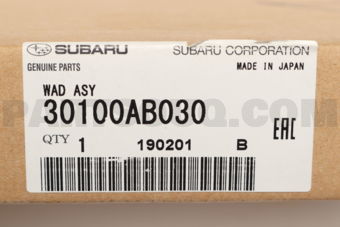 SUBARU SUBARU CORPORATION
GENUINE PARTS MADE IN JAPAN
WAD ASY
30100AB030
QTY 1 190201 B
EAC